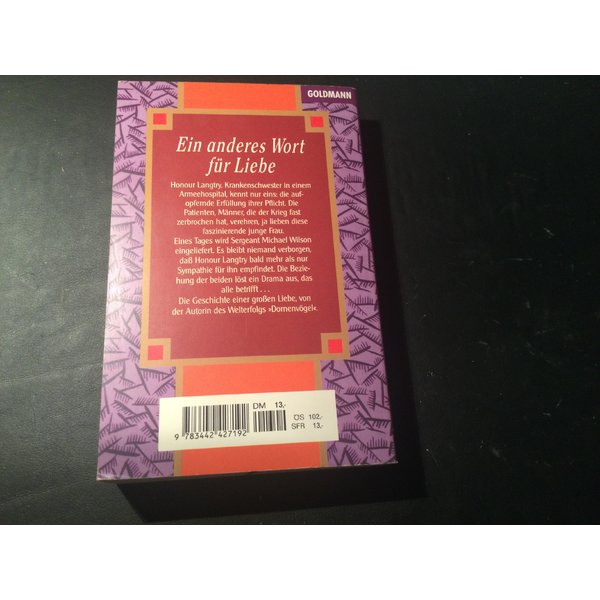 GOLDMANN
Ein anderes Wort
für Liebe
Honour Langtry, Krankenschwester in einem
Armeehospital, kennt nur eins: die auf-
opfernde Erfüllung ihrer Pflicht. Die
Patienten, Männer, die der Krieg fast
zerbrochen hat, verehren, ja lieben diese
faszinierende junge Frau.
Eines Tages wird Sergeant Michael Wilson
eingeliefert. Es bleibt niemand verborgen,
daß Honour Langtry bald mehr als nur
Sympathie für ihn empfindet. Die Bezie-
hung der beiden löst ein Drama aus, das
alle betrifft . . .
Die Geschichte einer großen Liebe, von
der Autorin des Welterfolgs »Dornenvögel«.
DM 13,-
ÖS 102,-
SFR 13,-
9 783442 427192